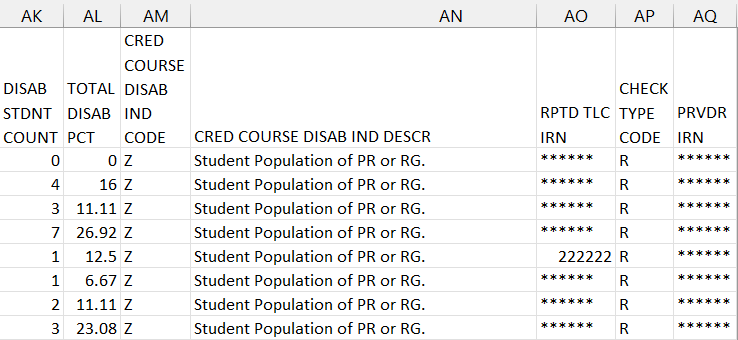 AK AL AM AN AO AP AQ
CRED
COURSE
DISAB TOTAL DISAB CHECK
STDNT DISAB IND RPTD TLC TYPE PRVDR
COUNT PCT CODE CRED COURSE DISAB IND DESCR IRN CODE IRN
0 0 Z Student Population of PR or RG. ****** R ******
4 16 Z Student Population of PR or RG. ****** R ******
3 11.11 Z Student Population of PR or RG. ****** R ******
7 26.92 Z Student Population of PR or RG. ****** R ******
1 12.5 Z Student Population of PR or RG. 222222 R ******
1 6.67 Z Student Population of PR or RG. ****** R ******
2 11.11 Z Student Population of PR or RG. ****** R ******
3 23.08 Z Student Population of PR or RG. ****** R ******